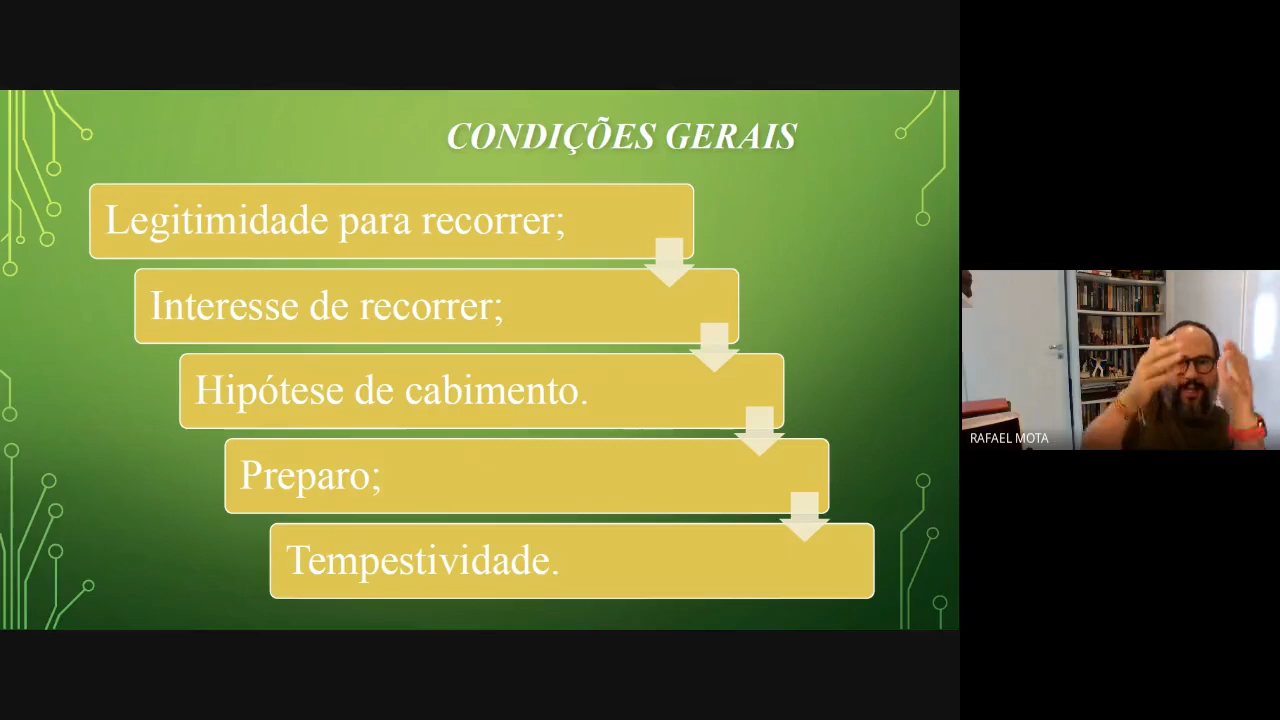 CONDIÇÕES GERAIS
Legitimidade para recorrer;
Interesse de recorrer;
Hipótese de cabimento.
Preparo;
Tempestividade.
RAFAEL MOTA